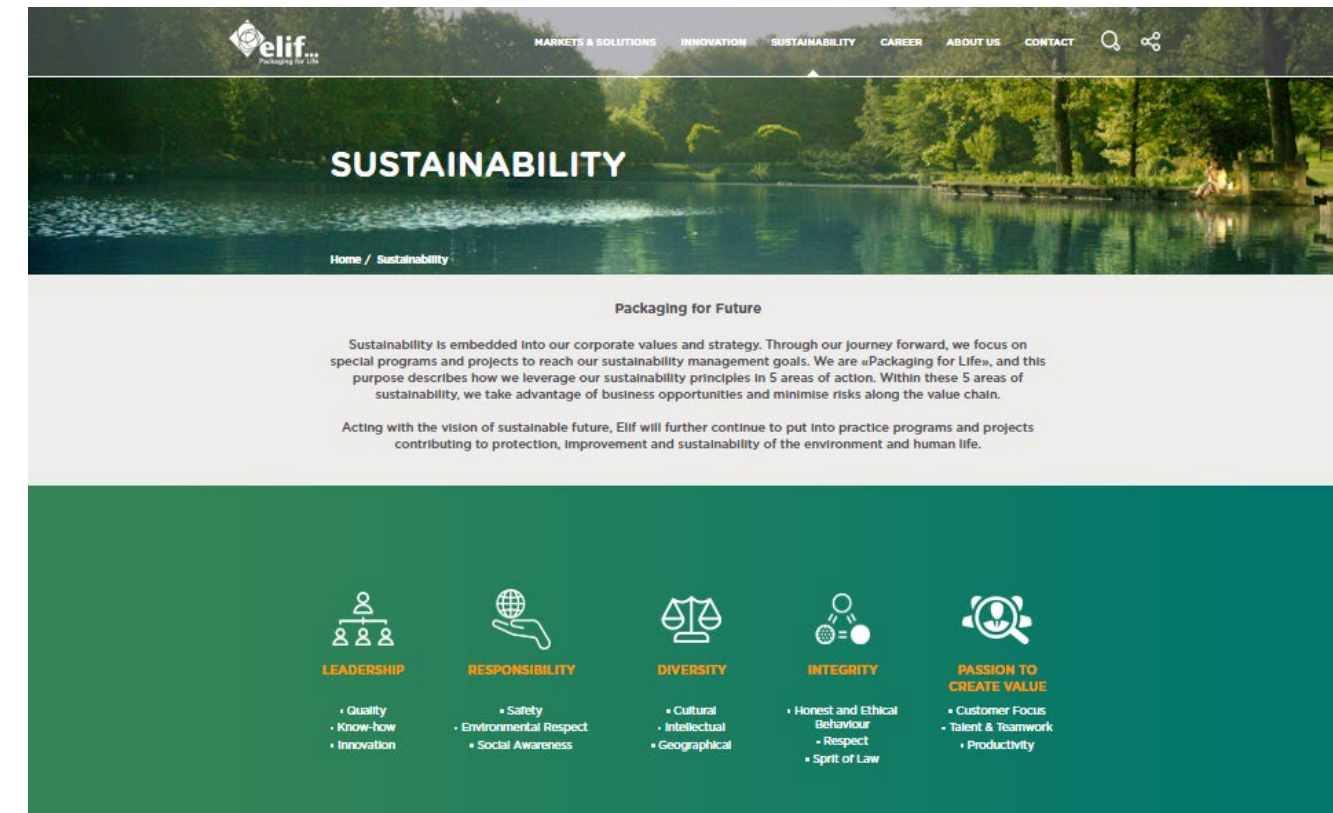 elif...
Packaging for Life
MARKETS & SOLUTIONS INNOVATION SUSTAINABILITY CAREER ABOUT US CONTACT
SUSTAINABILITY
Home / Sustainability
Packaging for Future
Sustainability is embedded into our corporate values and strategy. Through our journey forward, we focus on
special programs and projects to reach our sustainability management goals. We are «Packaging for Life», and this
purpose describes how we leverage our sustainability principles in 5 areas of action. Within these 5 areas of
sustainability, we take advantage of business opportunities and minimise risks along the value chain.
Acting with the vision of sustainable future, Elif will further continue to put into practice programs and projects
contributing to protection, improvement and sustainability of the environment and human life.
LEADERSHIP
• Quality
• Know-how
• Innovation
RESPONSIBILITY
• Safety
• Environmental Respect
• Social Awareness
DIVERSITY
• Cultural
• Intellectual
• Geographical
INTEGRITY
• Honest and Ethical
Behaviour
• Respect
• Sprit of Law
PASSION TO
CREATE VALUE
• Customer Focus
• Talent & Teamwork
• Productivity